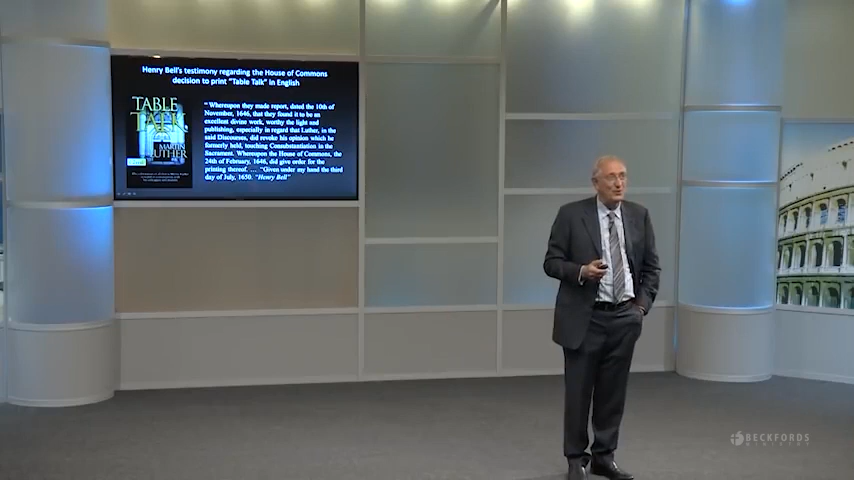 Henry Bell's testimony regarding the House of Commons
decision to print "Table Talk" in English
TABLE
TALK
MARTIN
LUTHER
" Whereupon they made report, dated the 10th of
November, 1646, that they found it to be an
excellent divine work, worthy the light and
publishing, especially in regard that Luther, in the
said Discourses, did revoke his opinion which he
formerly held, touching Consubstantiation in the
Sacrament. Whereupon the House of Commons, the
24th of February, 1646, did give order for the
printing thereof. … "Given under my hand the third
day of July, 1650. "Henry Bell"
BECKFORDS
MINISTRY